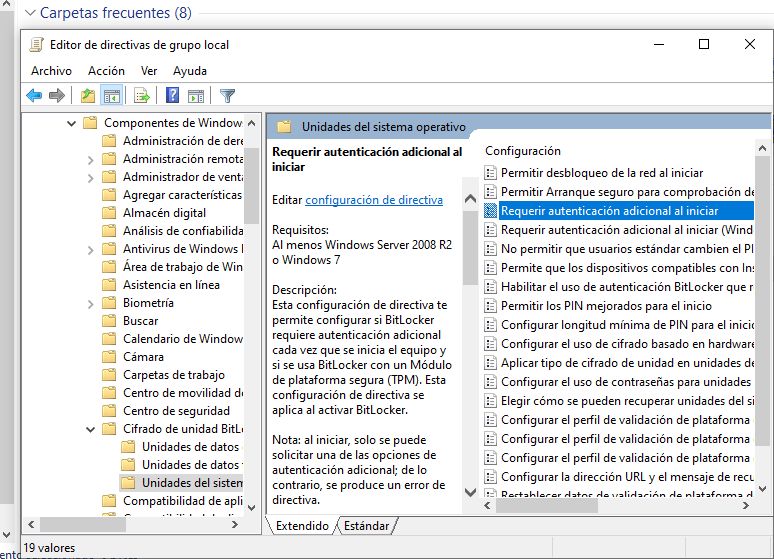 Carpetas frecuentes (8)
Editor de directivas de grupo local
Archivo Acción Ver Ayuda
Componentes de Window
Administración de dere
Administración remota
Administrador de venta
Agregar características
Almacén digital
Análisis de confiabilida
Antivirus de Windows
Área de trabajo de Win
Asistencia en línea
Biometría
Buscar
Calendario de Window
Cámara
Carpetas de trabajo
Centro de movilidad d
Centro de seguridad
Cifrado de unidad BitLo
Unidades de datos
Unidades de datos
Unidades del sistem
Compatibilidad de apli
Unidades del sistema operativo
Requerir autenticación adicional al
iniciar
Editar configuración de directiva
Requisitos:
Al menos Windows Server 2008 R2
o Windows 7
Descripción:
Esta configuración de directiva te
permite configurar si BitLocker
requiere autenticación adicional
cada vez que se inicia el equipo y
si se usa BitLocker con un Módulo
de plataforma segura (TPM). Esta
configuración de directiva se
aplica al activar BitLocker.
Nota: al iniciar, solo se puede
solicitar una de las opciones de
autenticación adicional; de lo
contrario, se produce un error de
directiva.
Configuración
Permitir desbloqueo de la red al iniciar
Permitir Arranque seguro para comprobación de
Requerir autenticación adicional al iniciar
Requerir autenticación adicional al iniciar (Wind
No permitir que usuarios estándar cambien el PI
Permite que los dispositivos compatibles con Ins
Habilitar el uso de autenticación BitLocker que r
Permitir los PIN mejorados para el inicio
Configurar longitud mínima de PIN para el inicio
Configurar el uso de cifrado basado en hardware
Aplicar tipo de cifrado de unidad en unidades de
Configurar el uso de contraseñas para unidades
Elegir cómo se pueden recuperar unidades del si
Configurar el perfil de validación de plataforma
Configurar el perfil de validación de plataforma
Configurar el perfil de validación de plataforma
Configurar la dirección URL y el mensaje de recu
Restablecer datos de validación de plataforma d
Extendido Estándar
19 valores